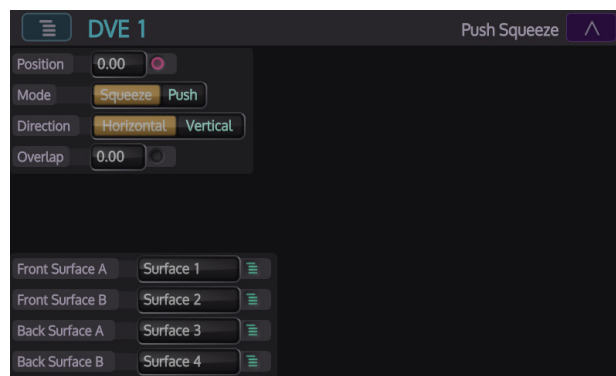 DVE 1 Push Squeeze
Position 0.00
Mode Squeeze Push
Direction Horizontal Vertical
Overlap 0.00
Front Surface A Surface 1
Front Surface B Surface 2
Back Surface A Surface 3
Back Surface B Surface 4